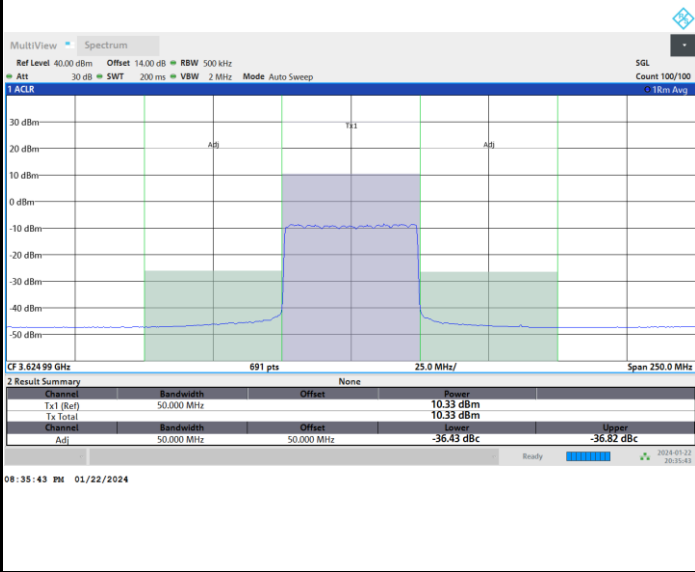 MultiView Spectrum
Ref Level 40.00 dBm Offset 14.00 dB RBW 500 kHz SGL
Att 30 dB SWT 200 ms VBW 2 MHz Mode Auto Sweep Count 100/100
1 ACLR 1Rm Avg
30 dBm
Tx1
20 dBm
Adj Adj
10 dBm
0 dBm
-10 dBm
-20 dBm
-30 dBm
-40 dBm
-50 dBm
CF 3.624 99 GHz 691 pts 25.0 MHz/ Span 250.0 MHz
2 Result Summary None
Channel Bandwidth Offset Power
Tx1 (Ref) 50.000 MHz 10.33 dBm
Tx Total 10.33 dBm
Channel Bandwidth Offset Lower Upper
Adj 50.000 MHz 50.000 MHz -36.43 dBc -36.82 dBc
Ready 2024-01-22
20:35:43
08:35:43 PM 01/22/2024